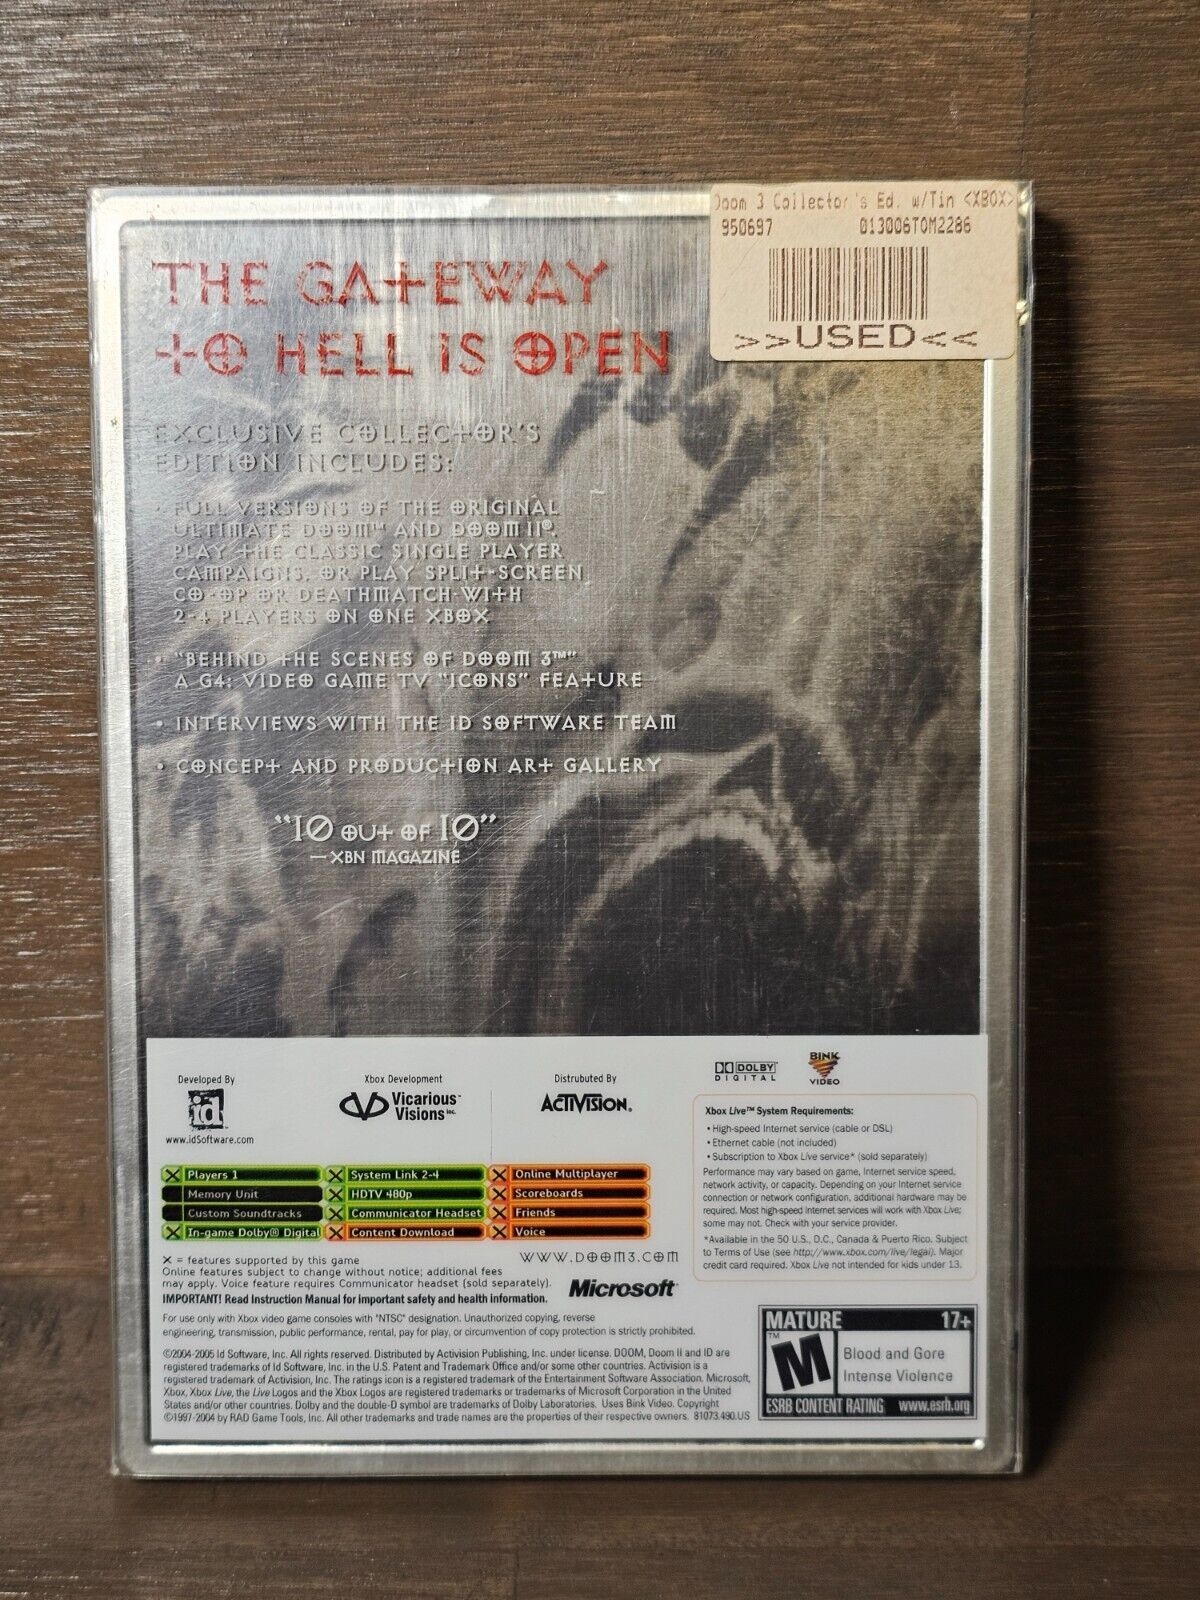 Doom 3 Collector's Ed. w/Tin <XBOX>
950697 013006TOM2286
>>USED<<
THE GATEWAY
TO HELL IS OPEN
EXCLUSIVE COLLECTOR'S
EDITION INCLUDES:
• FULL VERSIONS OF THE ORIGINAL
ULTIMATE DOOM™ AND DOOM II®.
PLAY THE CLASSIC SINGLE PLAYER
CAMPAIGNS, OR PLAY SPLIT-SCREEN
CO-OP OR DEATHMATCH WITH
2-4 PLAYERS ON ONE XBOX
• "BEHIND THE SCENES OF DOOM 3™"
A G4: VIDEO GAME TV "ICONS" FEATURE
• INTERVIEWS WITH THE ID SOFTWARE TEAM
• CONCEPT AND PRODUCTION ART GALLERY
"10 OUT OF 10"
—XBN MAGAZINE
Developed By
id
www.idSoftware.com
Xbox Development
Vicarious
Visions Inc.
Distrubuted By
ACTIVISION.
DOLBY
DIGITAL
BINK
VIDEO
X Players 1
Memory Unit
Custom Soundtracks
X In-game Dolby® Digital
X System Link 2-4
X HDTV 480p
X Communicator Headset
X Content Download
X Online Multiplayer
X Scoreboards
X Friends
X Voice
X = features supported by this game
Online features subject to change without notice; additional fees
may apply. Voice feature requires Communicator headset (sold separately).
IMPORTANT! Read Instruction Manual for important safety and health information.
WWW.DOOM3.COM
Microsoft
Xbox Live™ System Requirements:
• High-speed Internet service (cable or DSL)
• Ethernet cable (not included)
• Subscription to Xbox Live service* (sold separately)
Performance may vary based on game, Internet service speed,
network activity, or capacity. Depending on your Internet service
connection or network configuration, additional hardware may be
required. Most high-speed Internet services will work with Xbox Live;
some may not. Check with your service provider.
*Available in the 50 U.S., D.C., Canada & Puerto Rico. Subject
to Terms of Use (see http://www.xbox.com/live/legal). Major
credit card required. Xbox Live not intended for kids under 13.
For use only with Xbox video game consoles with "NTSC" designation. Unauthorized copying, reverse
engineering, transmission, public performance, rental, pay for play, or circumvention of copy protection is strictly prohibited.
©2004-2005 Id Software, Inc. All rights reserved. Distributed by Activision Publishing, Inc. under license. DOOM, Doom II and ID are
registered trademarks of Id Software, Inc. in the U.S. Patent and Trademark Office and/or some other countries. Activision is a
registered trademark of Activision, Inc. The ratings icon is a registered trademark of the Entertainment Software Association. Microsoft,
Xbox, Xbox Live, the Live Logos and the Xbox Logos are registered trademarks or trademarks of Microsoft Corporation in the United
States and/or other countries. Dolby and the double-D symbol are trademarks of Dolby Laboratories. Uses Bink Video. Copyright
©1997-2004 by RAD Game Tools, Inc. All other trademarks and trade names are the properties of their respective owners. 81073.490.US
MATURE 17+
M
TM
Blood and Gore
Intense Violence
ESRB CONTENT RATING www.esrb.org